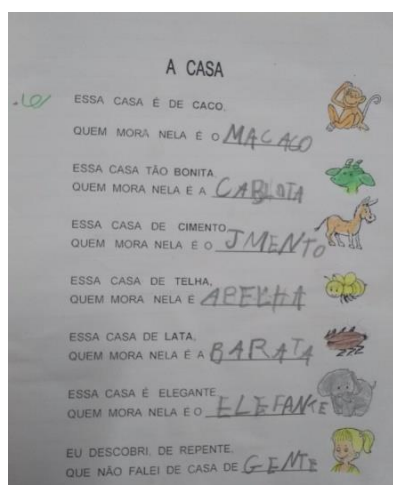 A CASA
ESSA CASA É DE CACO,
QUEM MORA NELA É O MACACO
ESSA CASA TÃO BONITA
QUEM MORA NELA É A CABLOTA
ESSA CASA DE CIMENTO
QUEM MORA NELA É O JMENTO
ESSA CASA DE TELHA,
QUEM MORA NELA É APELHA
ESSA CASA DE LATA,
QUEM MORA NELA É A BARATA
ESSA CASA É ELEGANTE
QUEM MORA NELA É O ELEFANTE
EU DESCOBRI, DE REPENTE,
QUE NÃO FALEI DE CASA DE GENTE